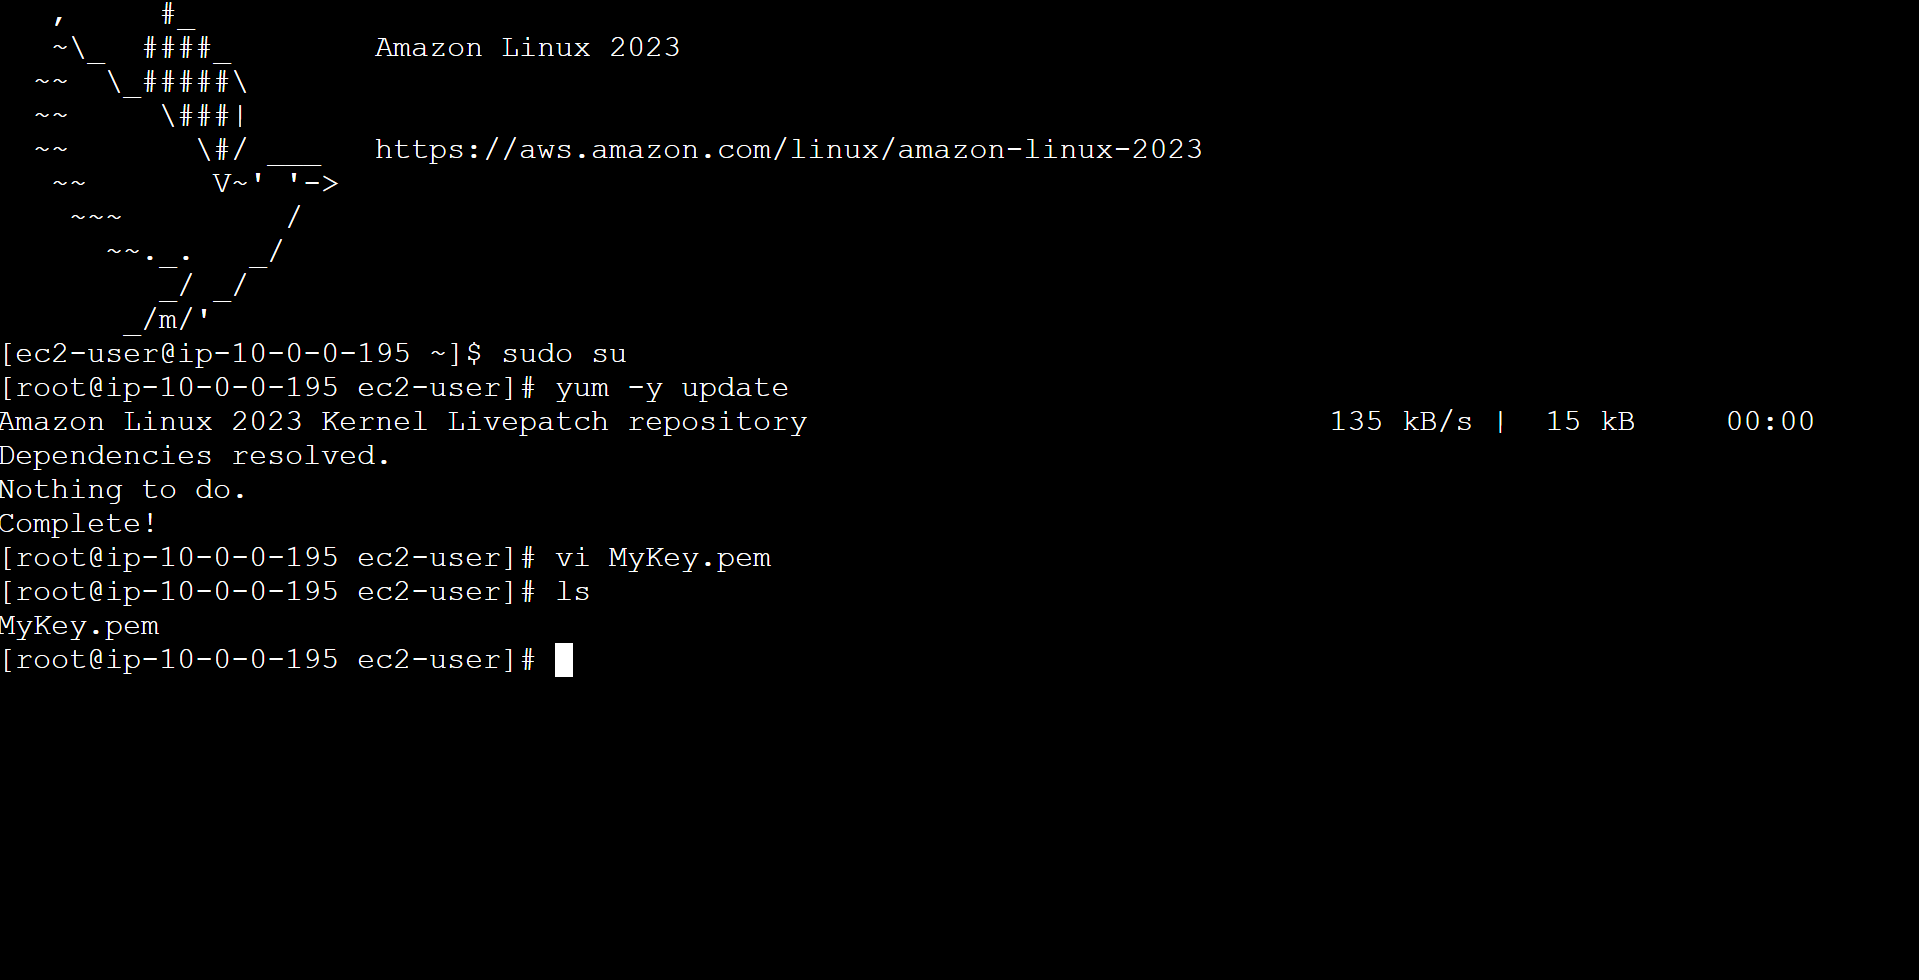 ,     #_
   ~\_  ####_        Amazon Linux 2023
  ~~  \_#####\
  ~~     \###|
  ~~       \#/ ___   https://aws.amazon.com/linux/amazon-linux-2023
   ~~       V~' '->
    ~~~         /
      ~~._.   _/
         _/ _/
       _/m/'
[ec2-user@ip-10-0-0-195 ~]$ sudo su
[root@ip-10-0-0-195 ec2-user]# yum -y update
Amazon Linux 2023 Kernel Livepatch repository                             135 kB/s |  15 kB     00:00
Dependencies resolved.
Nothing to do.
Complete!
[root@ip-10-0-0-195 ec2-user]# vi MyKey.pem
[root@ip-10-0-0-195 ec2-user]# ls
MyKey.pem
[root@ip-10-0-0-195 ec2-user]#